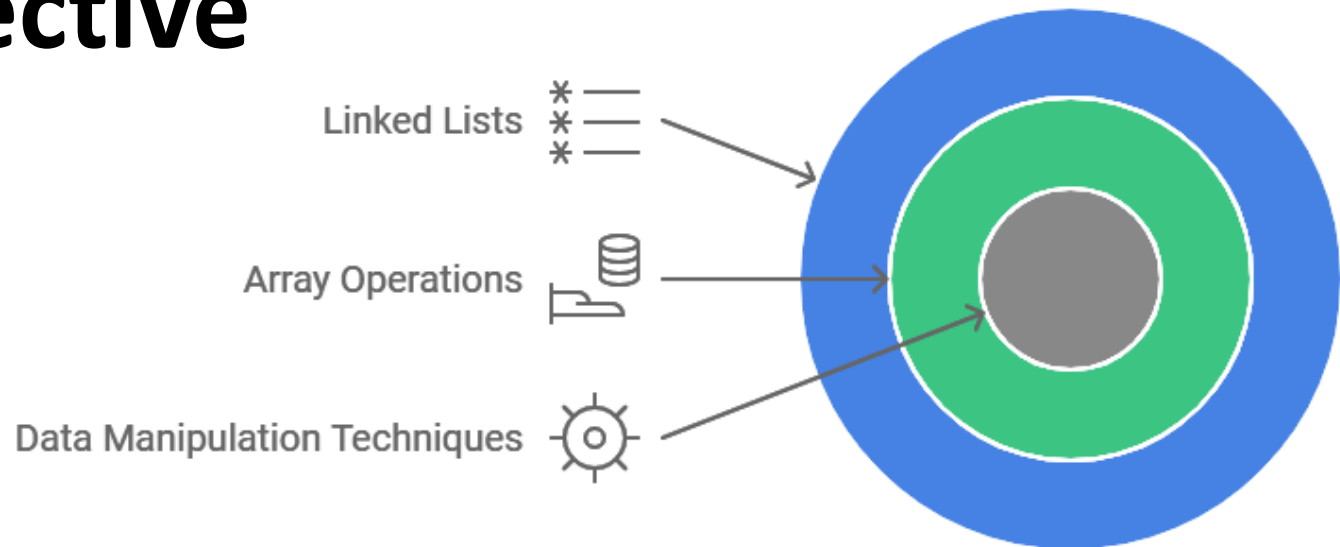 ective
Linked Lists
Array Operations
Data Manipulation Techniques